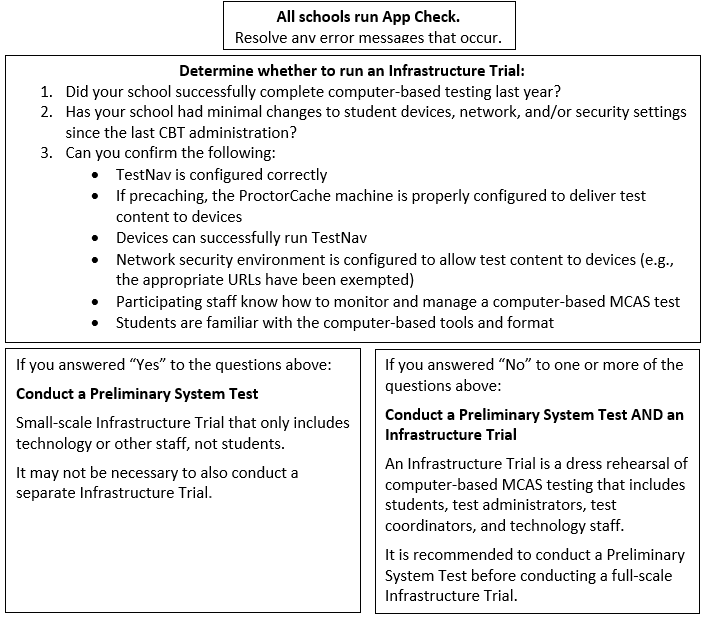 All schools run App Check.
Resolve any error messages that occur.
Determine whether to run an Infrastructure Trial:
1. Did your school successfully complete computer-based testing last year?
2. Has your school had minimal changes to student devices, network, and/or security settings
since the last CBT administration?
3. Can you confirm the following:
• TestNav is configured correctly
• If precaching, the ProctorCache machine is properly configured to deliver test
content to devices
• Devices can successfully run TestNav
• Network security environment is configured to allow test content to devices (e.g.,
the appropriate URLs have been exempted)
• Participating staff know how to monitor and manage a computer-based MCAS test
• Students are familiar with the computer-based tools and format
If you answered “Yes” to the questions above:
Conduct a Preliminary System Test
Small-scale Infrastructure Trial that only includes
technology or other staff, not students.
It may not be necessary to also conduct a
separate Infrastructure Trial.
If you answered “No” to one or more of the
questions above:
Conduct a Preliminary System Test AND an
Infrastructure Trial
An Infrastructure Trial is a dress rehearsal of
computer-based MCAS testing that includes
students, test administrators, test
coordinators, and technology staff.
It is recommended to conduct a Preliminary
System Test before conducting a full-scale
Infrastructure Trial.